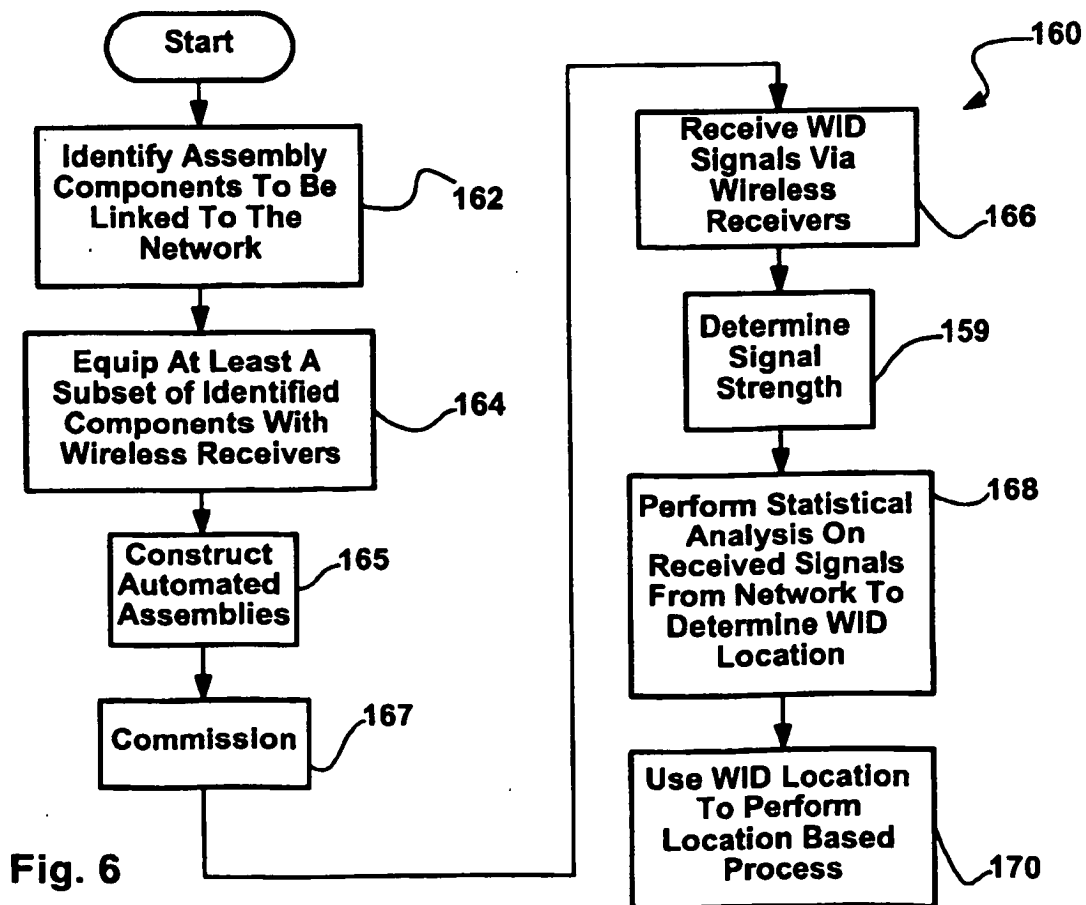 Start
Identify Assembly
Components To Be
Linked To The
Network
162
Equip At Least A
Subset of Identified
Components With
Wireless Receivers
164
Construct
Automated
Assemblies
165
Commission
167
Fig. 6
160
Receive WID
Signals Via
Wireless
Receivers
166
Determine
Signal
Strength
159
Perform Statistical
Analysis On
Received Signals
From Network To
Determine WID
Location
168
Use WID Location
To Perform
Location Based
Process
170